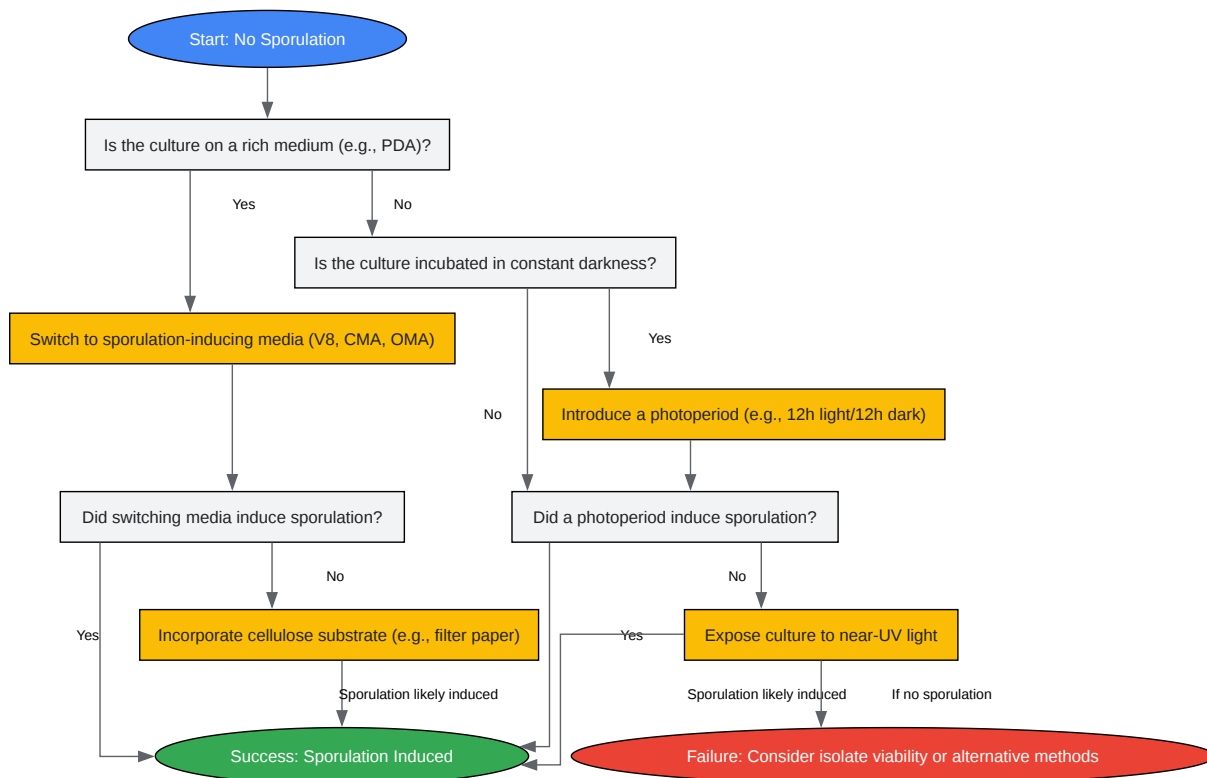 Start: No Sporulation
Is the culture on a rich medium (e.g., PDA)?
Yes
No
Is the culture incubated in constant darkness?
Switch to sporulation-inducing media (V8, CMA, OMA)
Yes
No
Introduce a photoperiod (e.g., 12h light/12h dark)
Did switching media induce sporulation?
Did a photoperiod induce sporulation?
No
No
Yes
Incorporate cellulose substrate (e.g., filter paper)
Yes
Expose culture to near-UV light
Sporulation likely induced
Sporulation likely induced
If no sporulation
Success: Sporulation Induced
Failure: Consider isolate viability or alternative methods